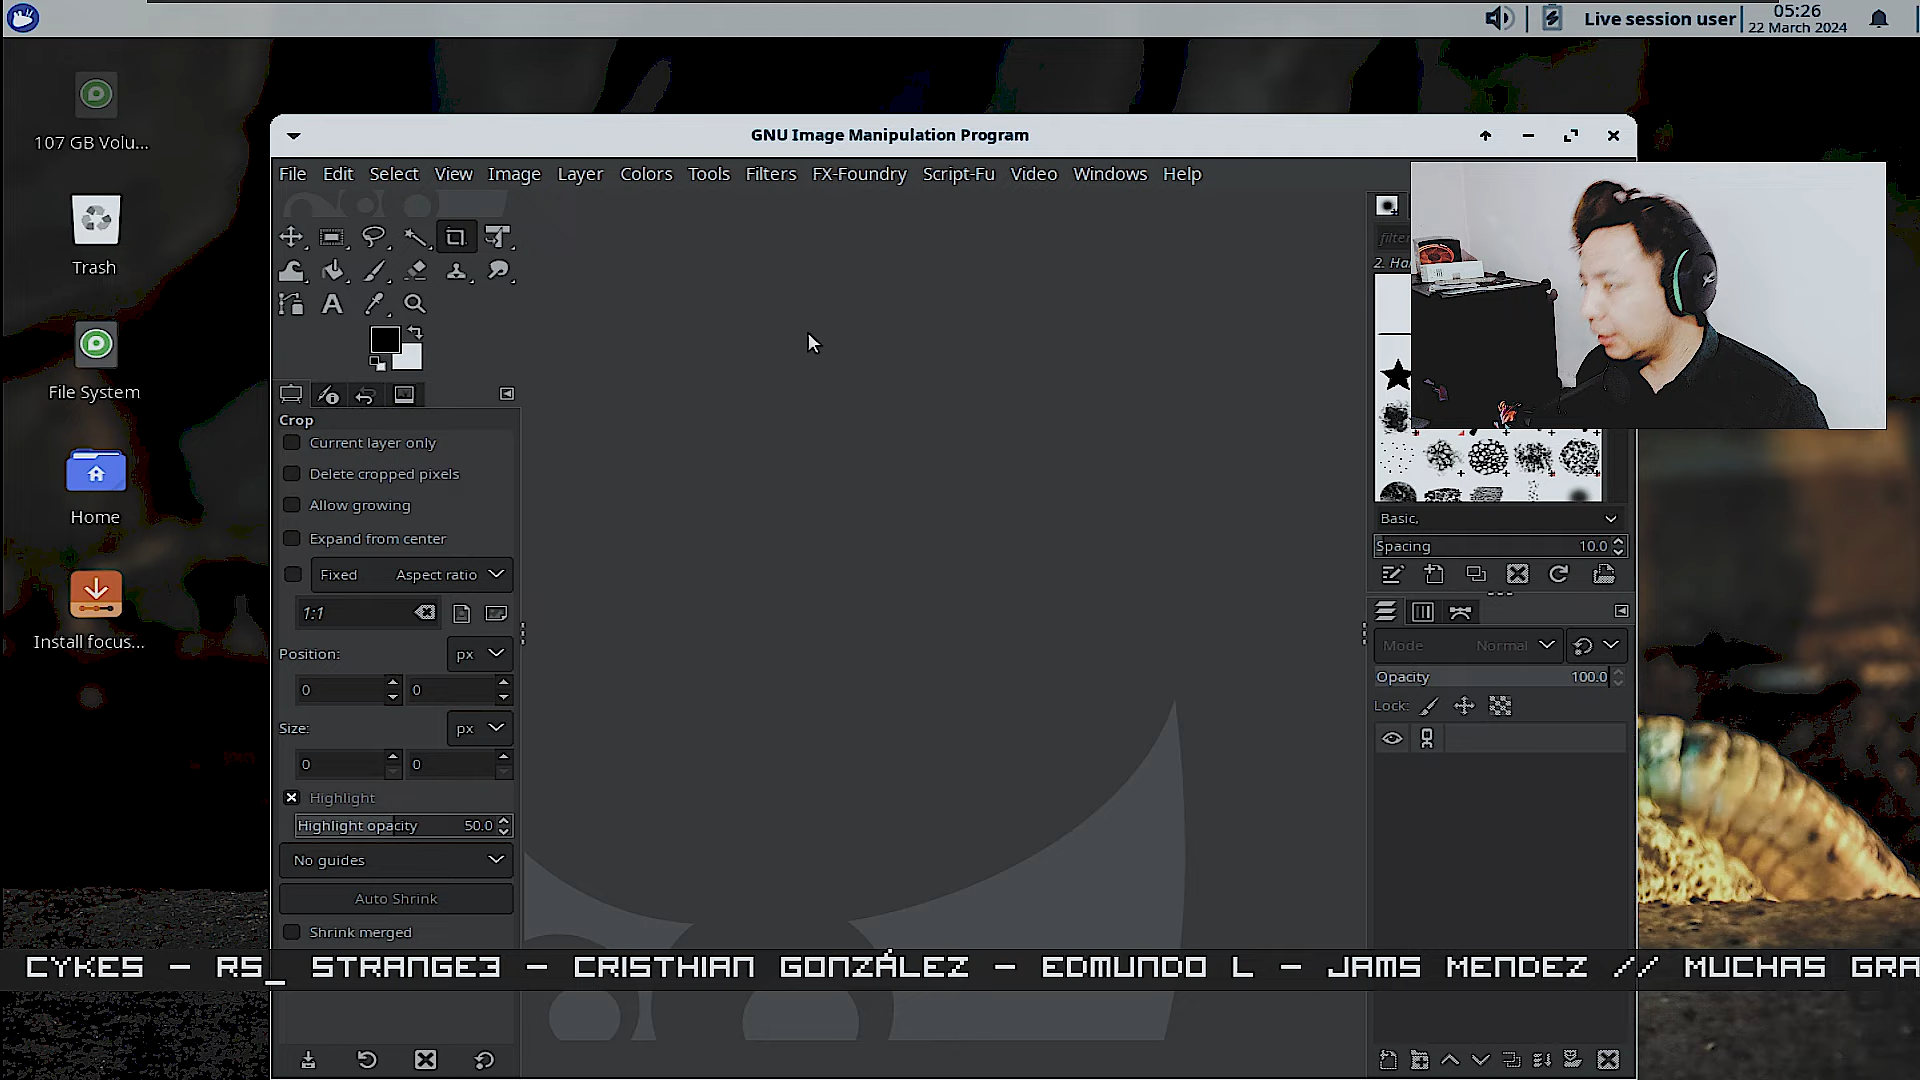 Live session user
05:26
22 March 2024
107 GB Volu...
Trash
File System
Home
Install focus...
GNU Image Manipulation Program
File Edit Select View Image Layer Colors Tools Filters FX-Foundry Script-Fu Video Windows Help
Crop
Current layer only
Delete cropped pixels
Allow growing
Expand from center
Fixed Aspect ratio
1:1
Position: px
0 0
Size: px
0 0
Highlight
Highlight opacity 50.0
No guides
Auto Shrink
Shrink merged
filter
2. Ha
Basic,
Spacing 10.0
Mode Normal
Opacity 100.0
Lock:
CYKES - RS_ STRANGE3 - CRISTHIAN GONZÁLEZ - EDMUNDO L - JAMS MENDEZ // MUCHAS GRA